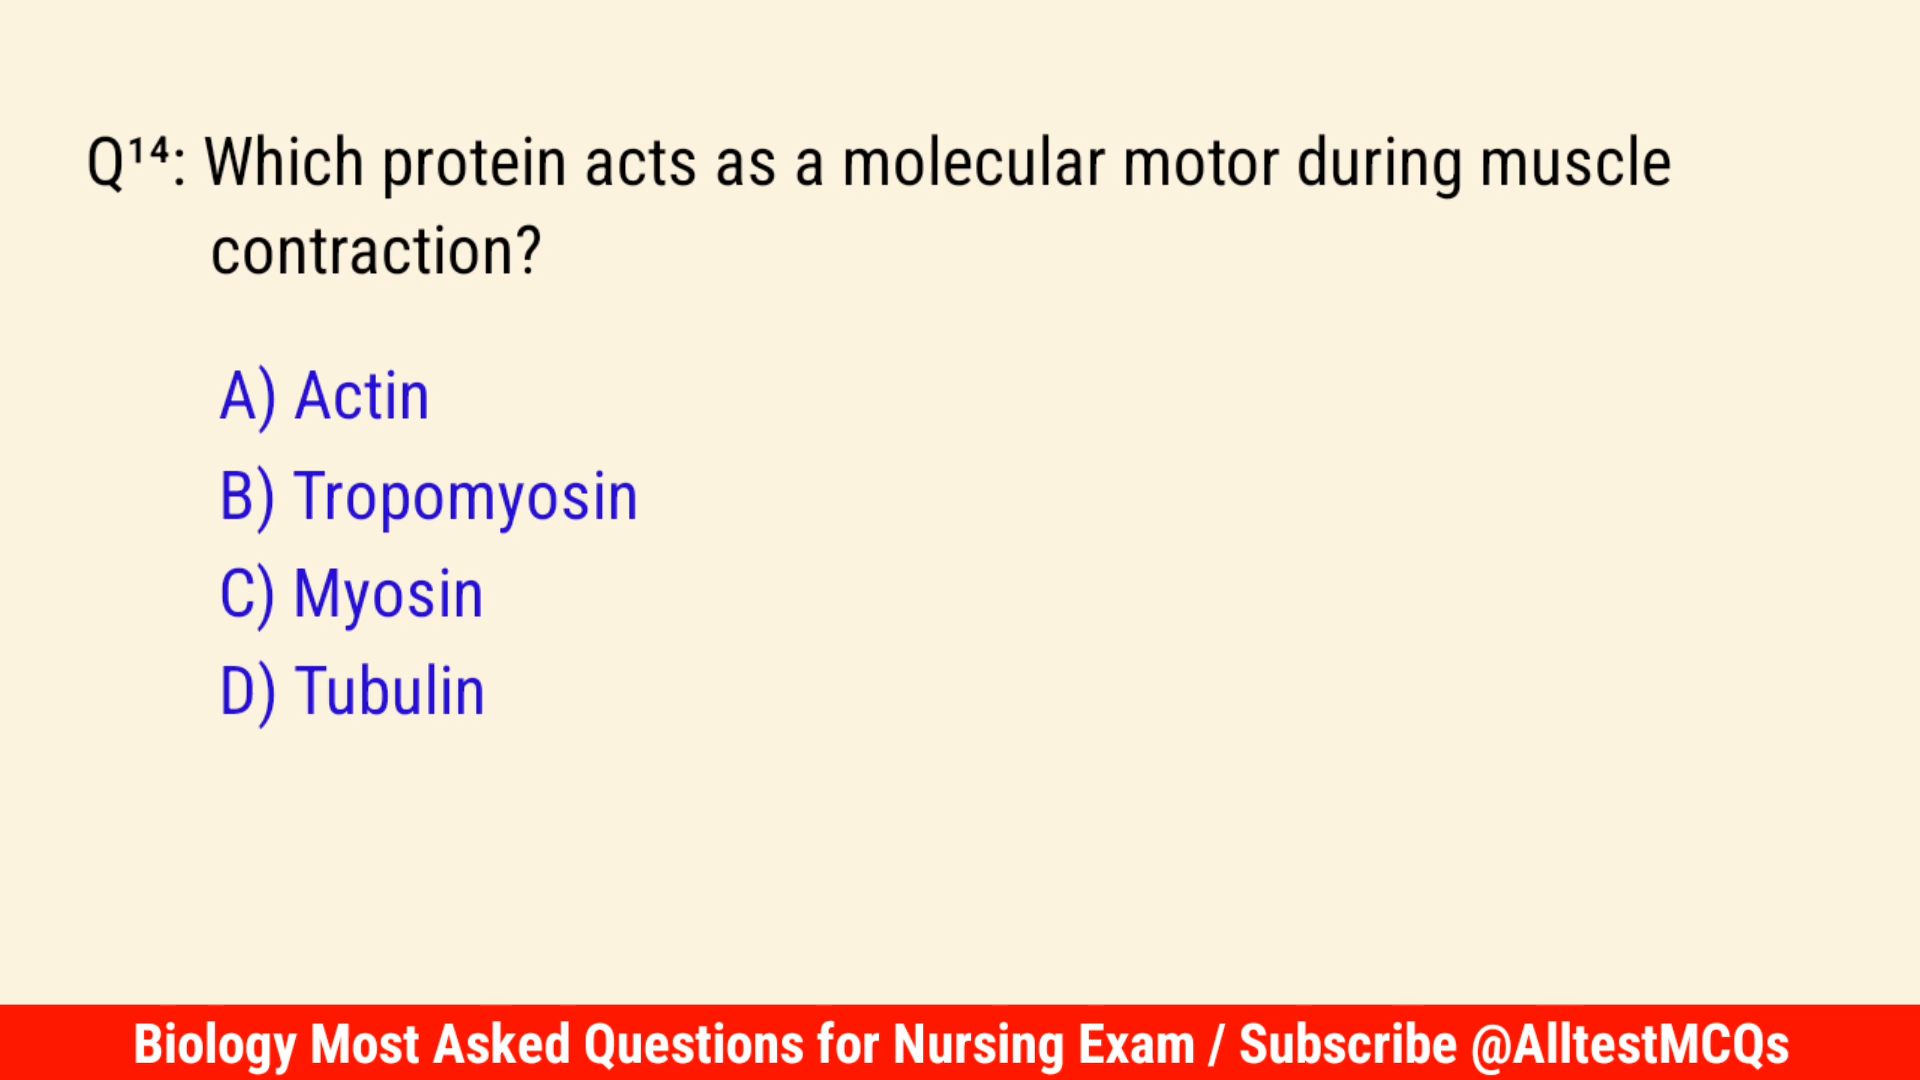 Q¹⁴: Which protein acts as a molecular motor during muscle
contraction?
A) Actin
B) Tropomyosin
C) Myosin
D) Tubulin
Biology Most Asked Questions for Nursing Exam / Subscribe @AlltestMCQs